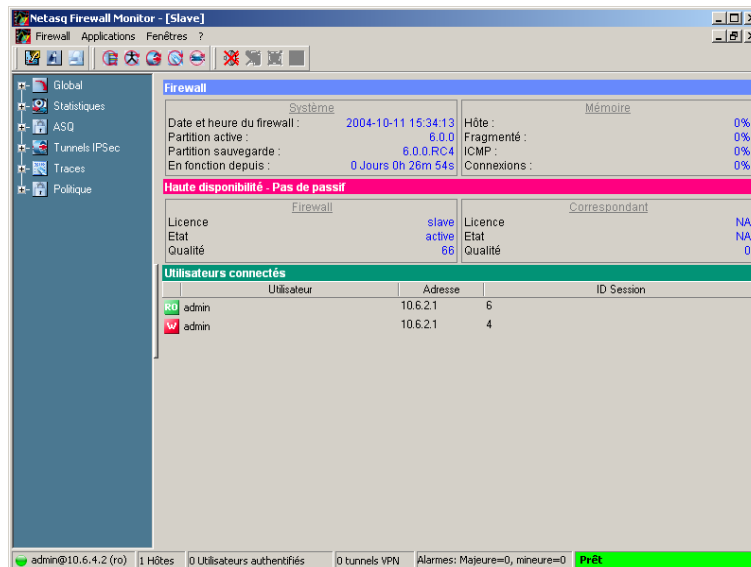 Netasq Firewall Monitor - [Slave]
Firewall Applications Fenêtres ?
Global
Statistiques
ASQ
Tunnels IPSec
Traces
Politique
Firewall
Système
Date et heure du firewall : 2004-10-11 15:34:13
Partition active : 6.0.0
Partition sauvegarde : 6.0.0.RC4
En fonction depuis : 0 Jours 0h 26m 54s
Mémoire
Hôte : 0%
Fragmenté : 0%
ICMP : 0%
Connexions : 0%
Haute disponibilité - Pas de passif
Firewall
Licence slave
Etat active
Qualité 66
Correspondant
Licence NA
Etat NA
Qualité 0
Utilisateurs connectés
Utilisateur Adresse ID Session
RO admin 10.6.2.1 6
W admin 10.6.2.1 4
admin@10.6.4.2 (ro) 1 Hôtes 0 Utilisateurs authentifiés 0 tunnels VPN Alarmes: Majeure=0, mineure=0 Prêt